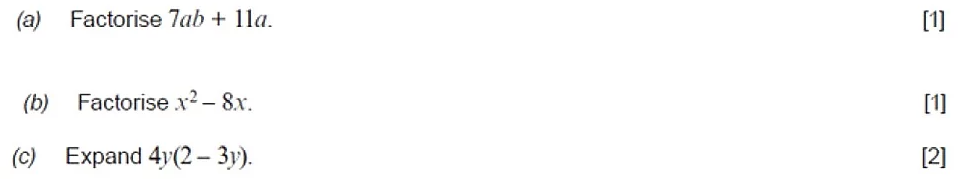 (a) Factorise 7ab + 11a. [1]
(b) Factorise x² – 8x. [1]
(c) Expand 4y(2 – 3y). [2]